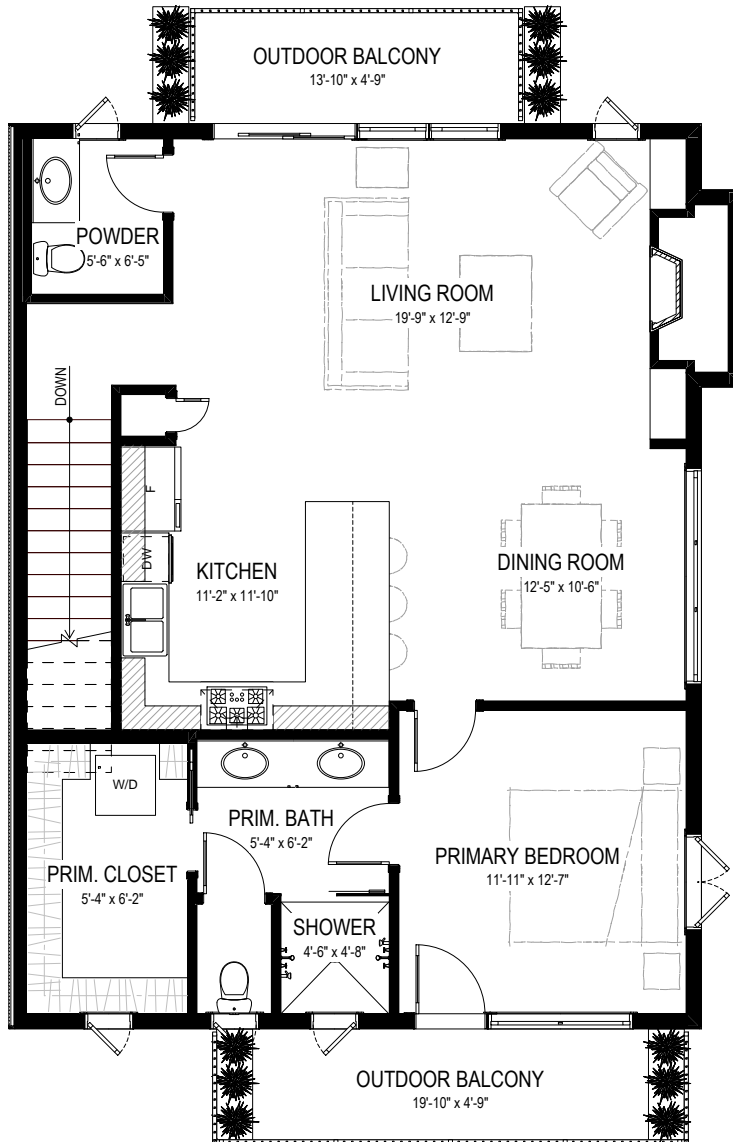 OUTDOOR BALCONY
13'-10" x 4'-9"
POWDER
5'-6" x 6'-5"
LIVING ROOM
19'-9" x 12'-9"
DOWN
F
DW
KITCHEN
11'-2" x 11'-10"
DINING ROOM
12'-5" x 10'-6"
W/D
PRIM. BATH
5'-4" x 6'-2"
PRIM. CLOSET
5'-4" x 6'-2"
PRIMARY BEDROOM
11'-11" x 12'-7"
SHOWER
4'-6" x 4'-8"
OUTDOOR BALCONY
19'-10" x 4'-9"